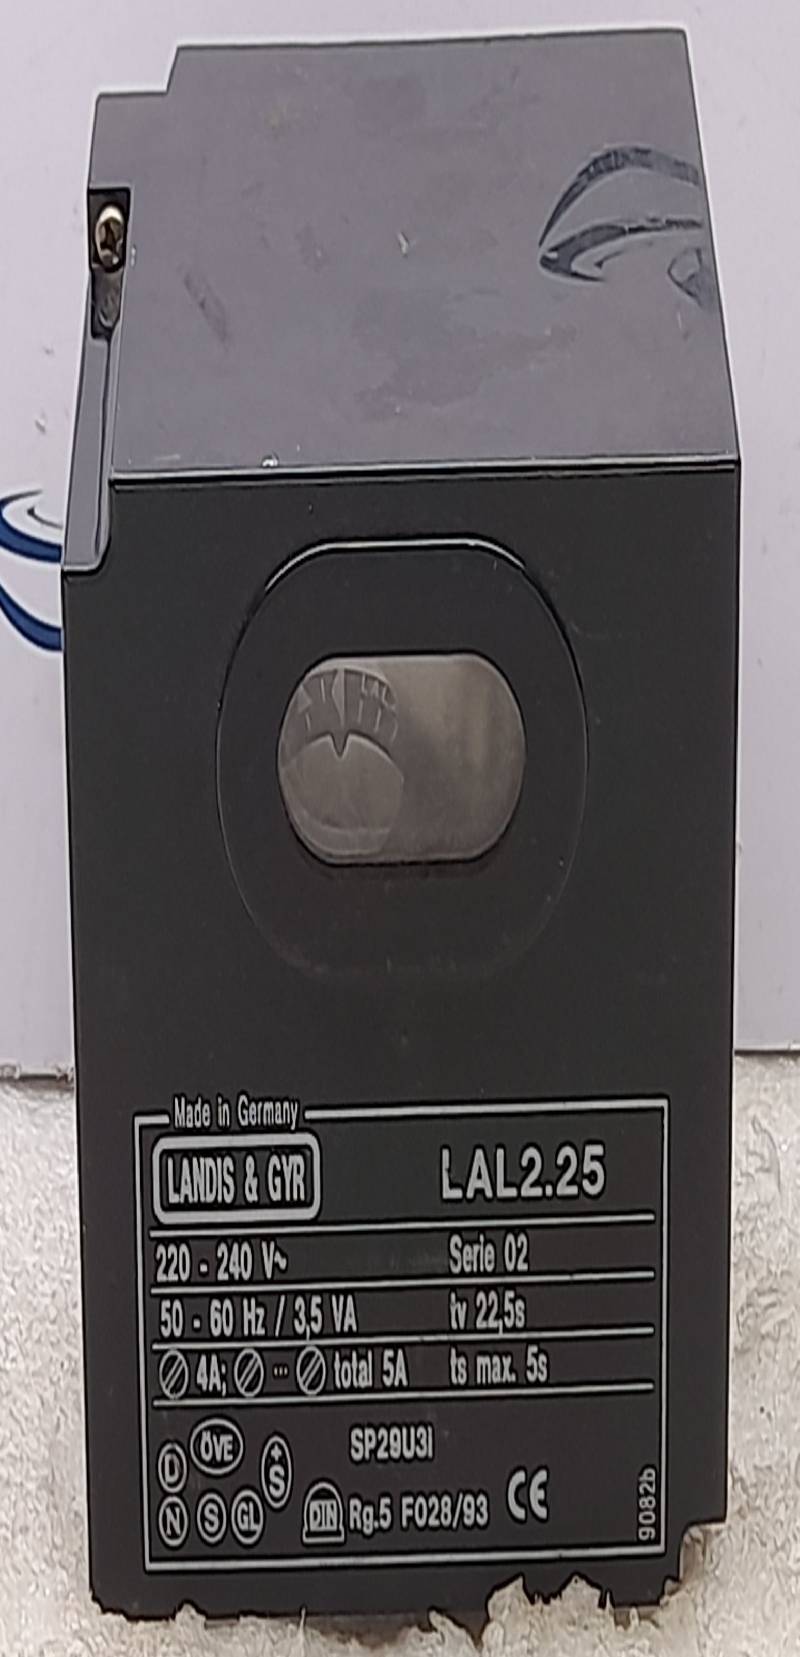 LAL
Made in Germany
LANDIS & GYR
LAL2.25
220 - 240 V~
Serie 02
50 - 60 Hz / 3,5 VA
tv 22,5s
4A; ··· total 5A
ts max. 5s
ÖVE
+S
SP29U3i
D
N
S
GL
DIN Rg.5 F028/93
CE
9082b